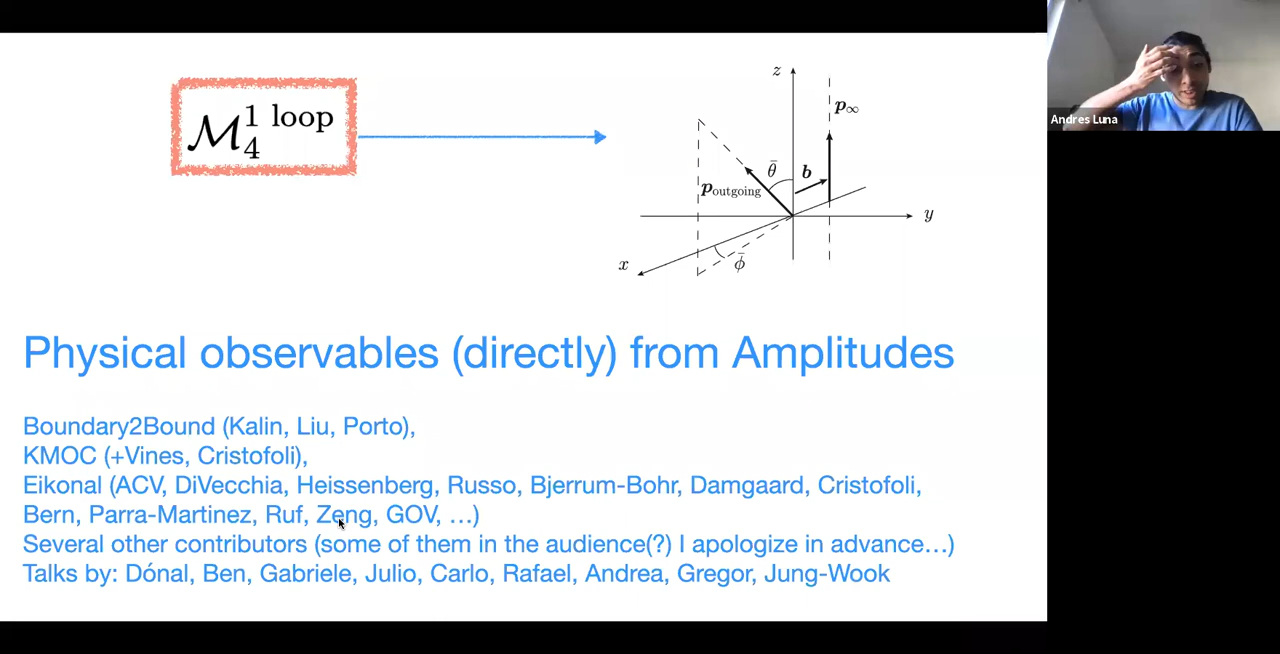 M₄^1 loop
z
p∞
θ̄
b
p_outgoing
y
x
ϕ̄
Andres Luna
Physical observables (directly) from Amplitudes
Boundary2Bound (Kalin, Liu, Porto),
KMOC (+Vines, Cristofoli),
Eikonal (ACV, DiVecchia, Heissenberg, Russo, Bjerrum-Bohr, Damgaard, Cristofoli,
Bern, Parra-Martinez, Ruf, Zeng, GOV, …)
Several other contributors (some of them in the audience(?) I apologize in advance…)
Talks by: Dónal, Ben, Gabriele, Julio, Carlo, Rafael, Andrea, Gregor, Jung-Wook